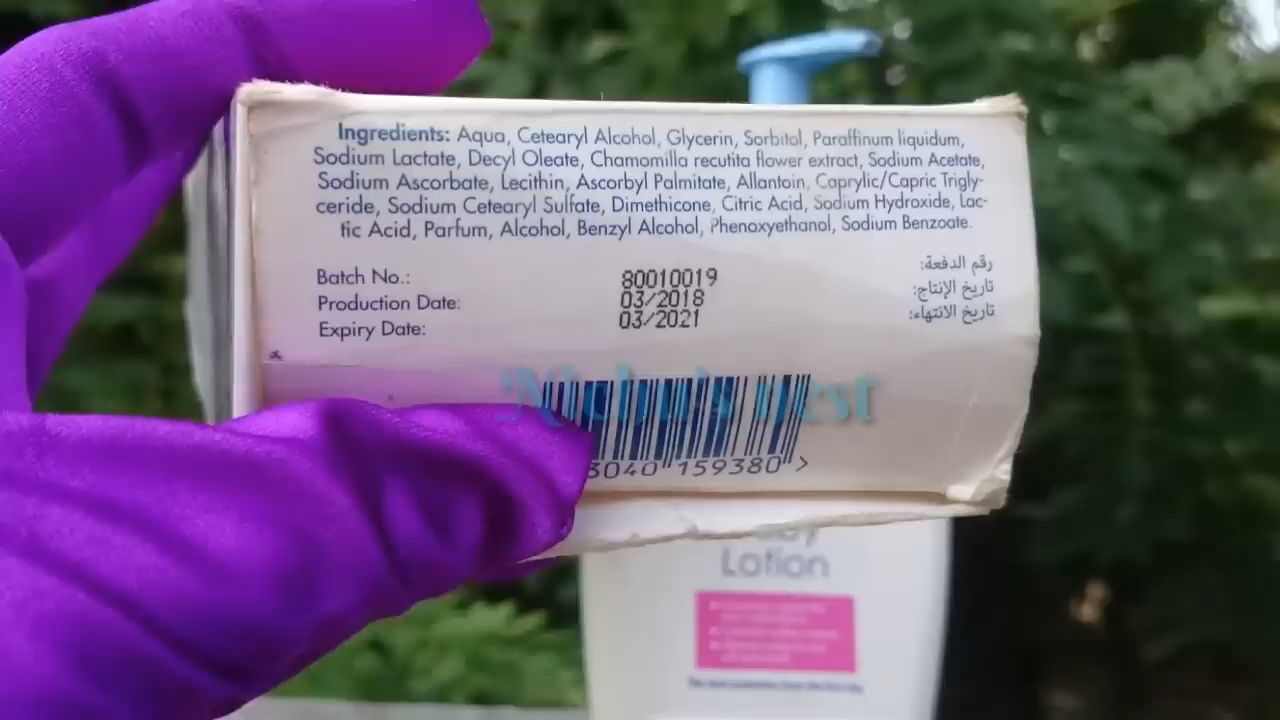 Ingredients: Aqua, Cetearyl Alcohol, Glycerin, Sorbitol, Paraffinum liquidum,
Sodium Lactate, Decyl Oleate, Chamomilla recutita flower extract, Sodium Acetate,
Sodium Ascorbate, Lecithin, Ascorbyl Palmitate, Allantoin, Caprylic/Capric Trigly-
ceride, Sodium Cetearyl Sulfate, Dimethicone, Citric Acid, Sodium Hydroxide, Lac-
tic Acid, Parfum, Alcohol, Benzyl Alcohol, Phenoxyethanol, Sodium Benzoate.
Batch No.: 80010019 رقم الدفعة:
Production Date: 03/2018 تاريخ الإنتاج:
Expiry Date: 03/2021 تاريخ الانتهاء:
nest
3040 159380 >
Lotion